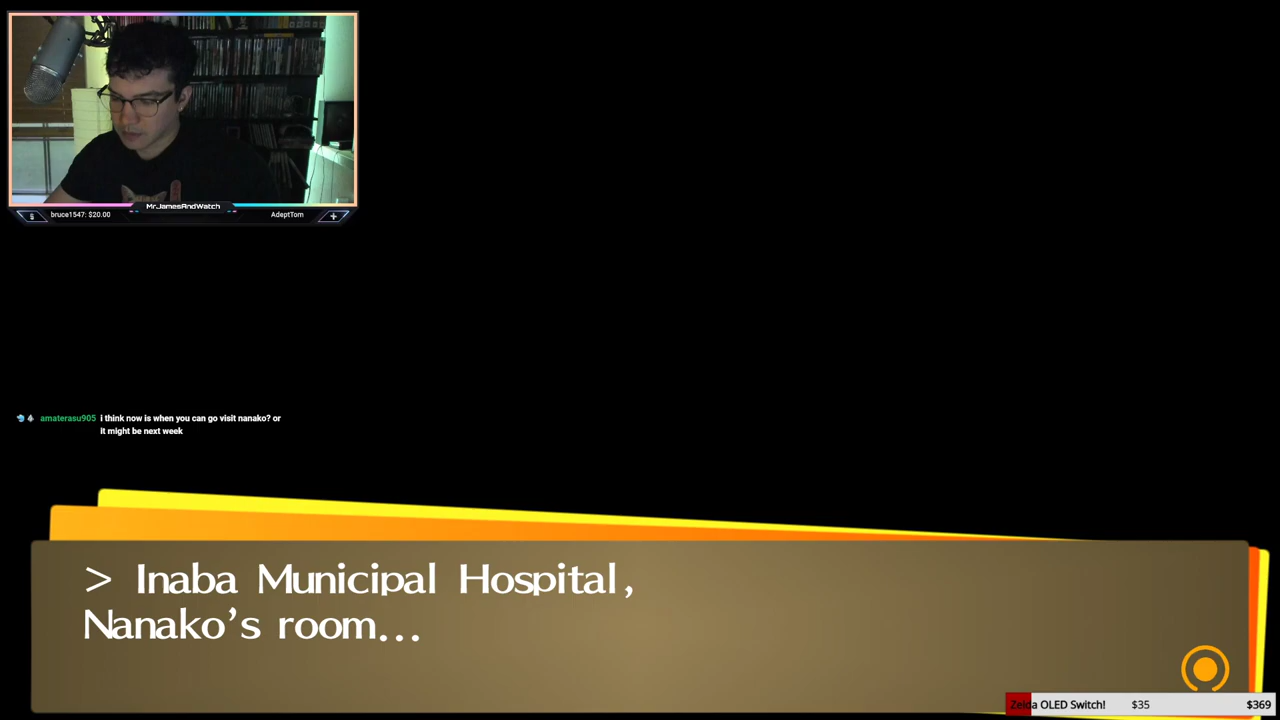 MrJamesAndWatch
bruce1547: $20.00
AdeptTom
amaterasu905 i think now is when you can go visit nanako? or
it might be next week
> Inaba Municipal Hospital,
Nanako's room...
Zelda OLED Switch! $35 $369